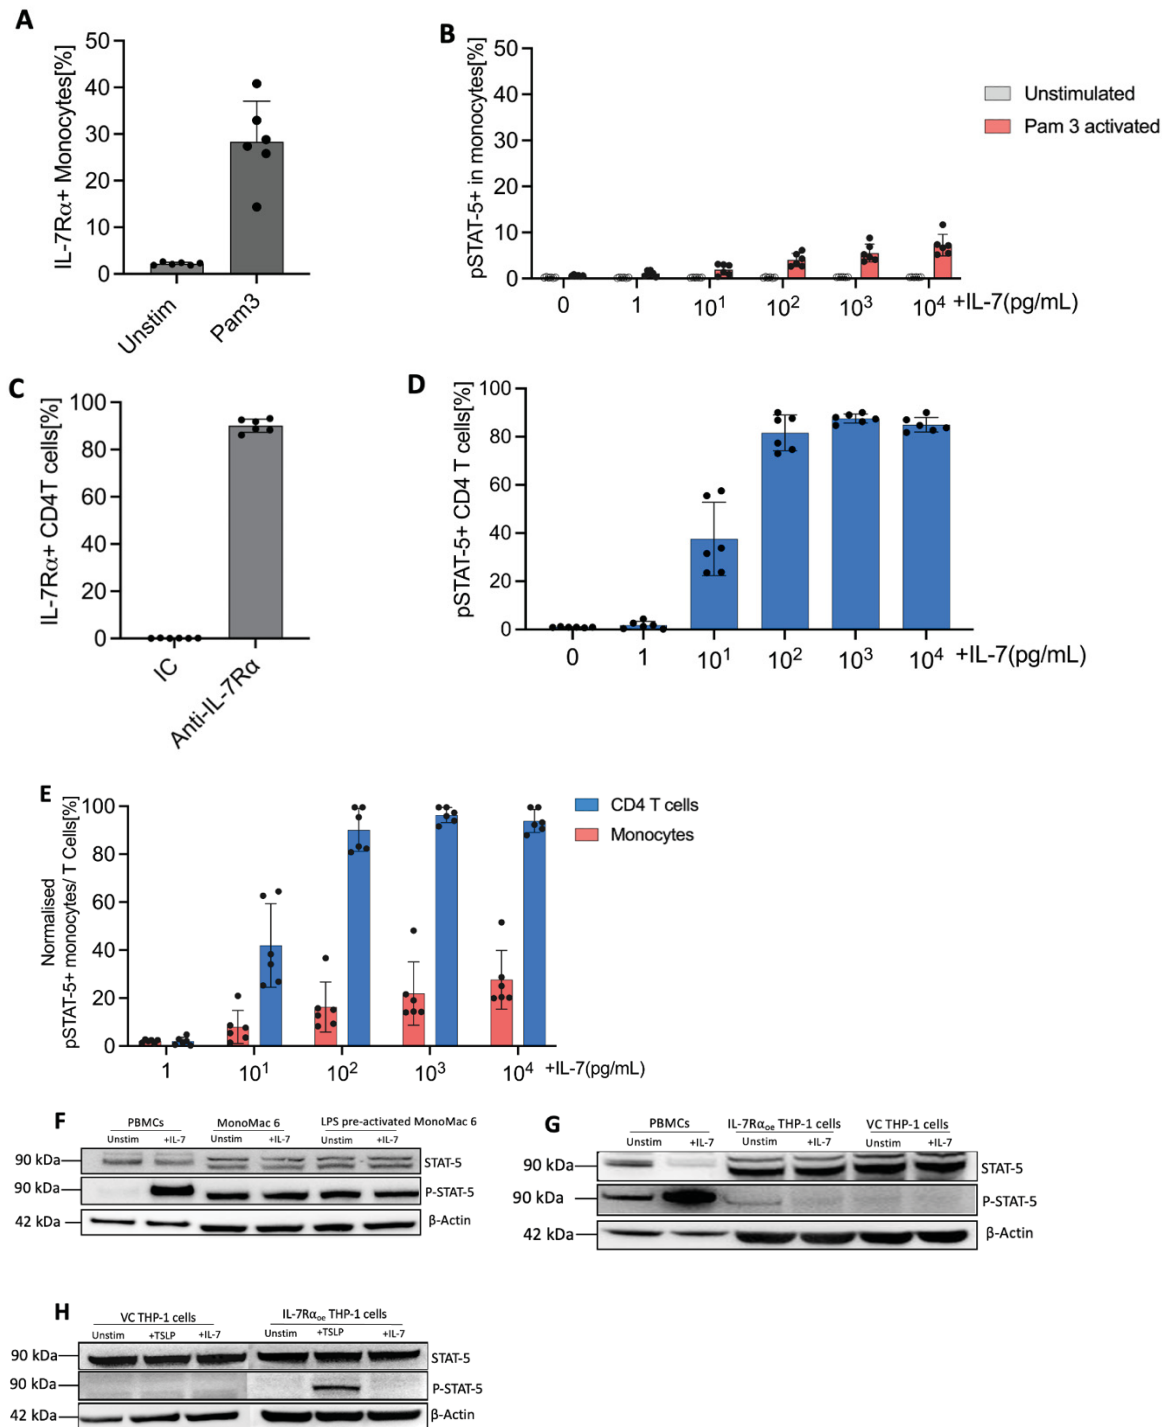 A
IL-7Rα+ Monocytes[%]
50
40
30
20
10
0
Unstim
Pam3
B
pSTAT-5+ in monocytes[%]
50
40
30
20
10
0
0 1 10¹ 10² 10³ 10⁴ +IL-7(pg/mL)
Unstimulated
Pam 3 activated
C
IL-7Rα+ CD4T cells[%]
100
80
60
40
20
0
IC
Anti-IL-7Rα
D
pSTAT-5+ CD4 T cells[%]
100
80
60
40
20
0
0 1 10¹ 10² 10³ 10⁴ +IL-7(pg/mL)
E
Normalised
pSTAT-5+ monocytes/ T Cells[%]
100
80
60
40
20
0
1 10¹ 10² 10³ 10⁴ +IL-7(pg/mL)
CD4 T cells
Monocytes
F
PBMCs MonoMac 6 LPS pre-activated MonoMac 6
Unstim +IL-7 Unstim +IL-7 Unstim +IL-7
90 kDa STAT-5
90 kDa P-STAT-5
42 kDa β-Actin
G
PBMCs IL-7Rαoe THP-1 cells VC THP-1 cells
Unstim +IL-7 Unstim +IL-7 Unstim +IL-7
90 kDa STAT-5
90 kDa P-STAT-5
42 kDa β-Actin
H
VC THP-1 cells IL-7Rαoe THP-1 cells
Unstim +TSLP +IL-7 Unstim +TSLP +IL-7
90 kDa STAT-5
90 kDa P-STAT-5
42 kDa β-Actin